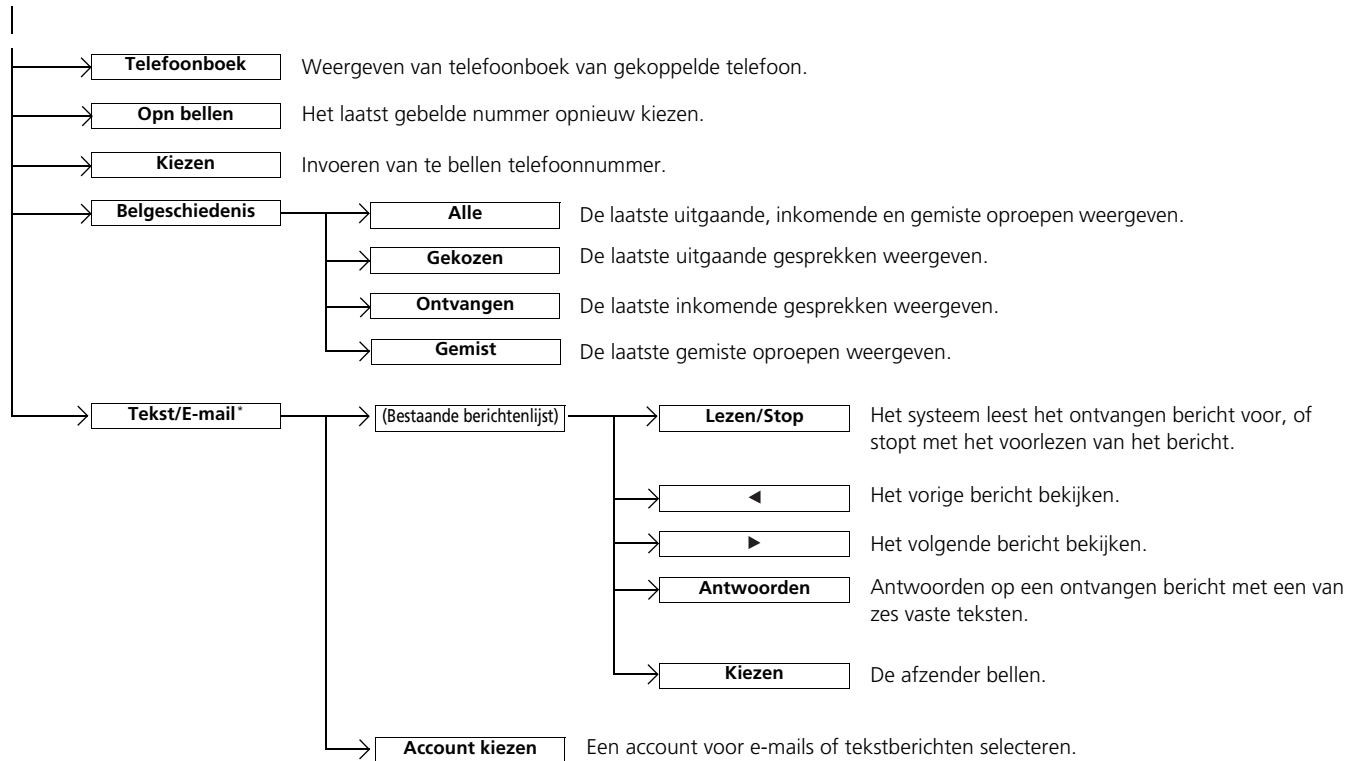 Telefoonboek Weergeven van telefoonboek van gekoppelde telefoon.
Opn bellen Het laatst gebelde nummer opnieuw kiezen.
Kiezen Invoeren van te bellen telefoonnummer.
Belgeschiedenis Alle De laatste uitgaande, inkomende en gemiste oproepen weergeven.
Gekozen De laatste uitgaande gesprekken weergeven.
Ontvangen De laatste inkomende gesprekken weergeven.
Gemist De laatste gemiste oproepen weergeven.
Tekst/E-mail* (Bestaande berichtenlijst) Lezen/Stop Het systeem leest het ontvangen bericht voor, of
stopt met het voorlezen van het bericht.
◄ Het vorige bericht bekijken.
► Het volgende bericht bekijken.
Antwoorden Antwoorden op een ontvangen bericht met een van
zes vaste teksten.
Kiezen De afzender bellen.
Account kiezen Een account voor e-mails of tekstberichten selecteren.